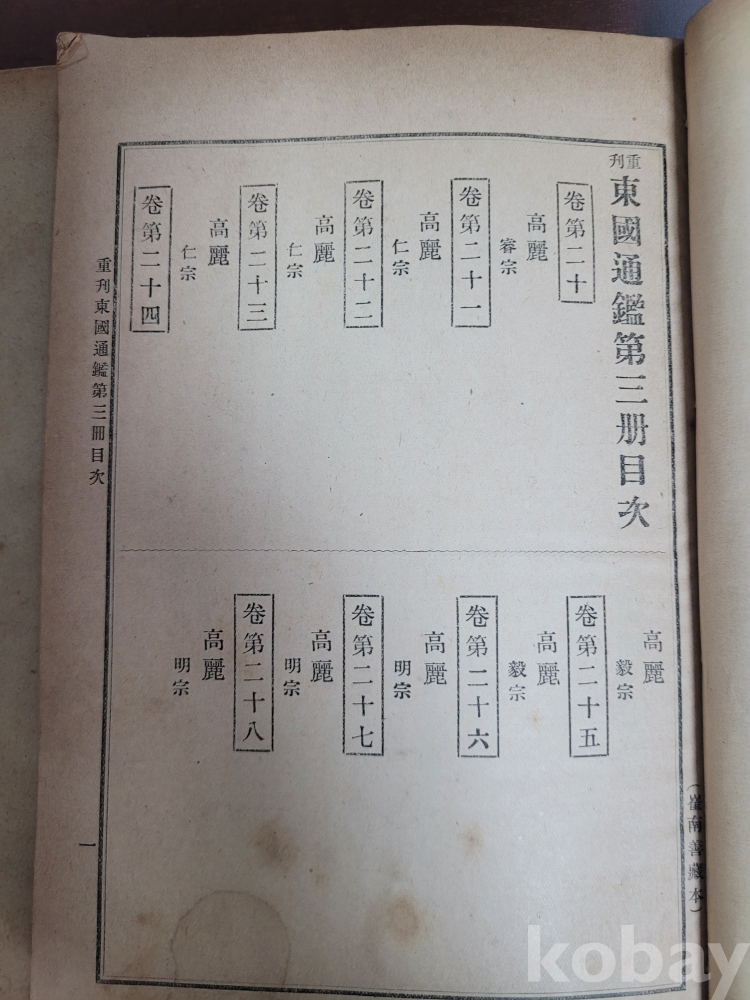 重刊
東國通鑑第三册目次
卷第二十
高麗
睿宗
卷第二十一
高麗
仁宗
卷第二十二
高麗
仁宗
卷第二十三
高麗
仁宗
卷第二十四
高麗
毅宗
卷第二十五
高麗
毅宗
卷第二十六
高麗
明宗
卷第二十七
高麗
明宗
卷第二十八
高麗
明宗
重刊東國通鑑第三冊目次
一
(崔南善藏本)
kobay